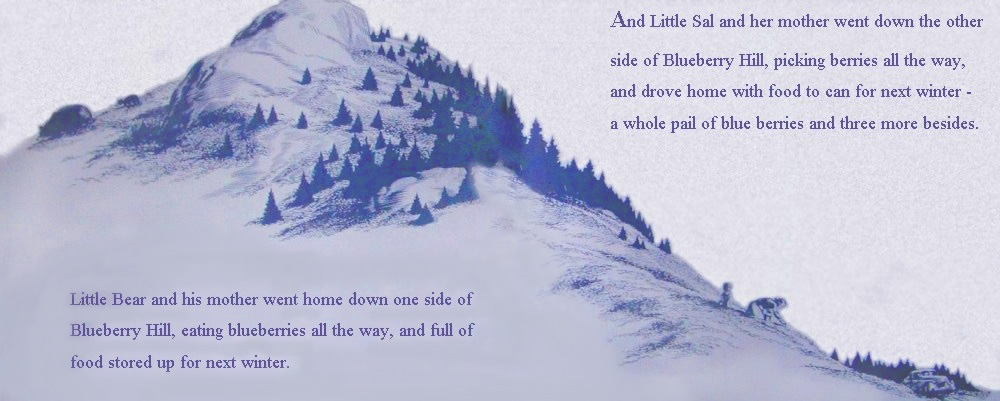 Little Bear and his mother went home down one side of
Blueberry Hill, eating blueberries all the way, and full of
food stored up for next winter.
And Little Sal and her mother went down the other
side of Blueberry Hill, picking berries all the way,
and drove home with food to can for next winter -
a whole pail of blue berries and three more besides.